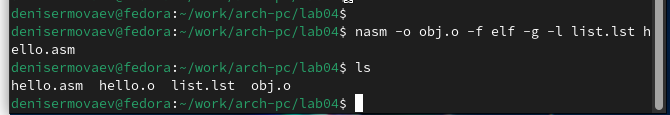 denisermovaev@fedora:~/work/arch-pc/lab04$
denisermovaev@fedora:~/work/arch-pc/lab04$ nasm -o obj.o -f elf -g -l list.lst h
ello.asm
denisermovaev@fedora:~/work/arch-pc/lab04$ ls
hello.asm  hello.o  list.lst  obj.o
denisermovaev@fedora:~/work/arch-pc/lab04$